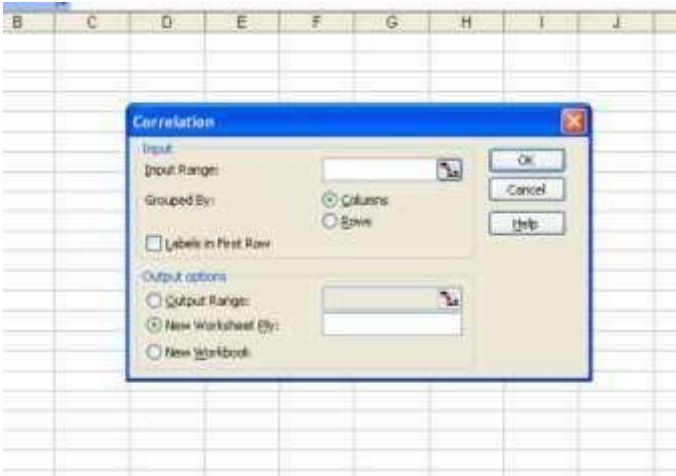 B C D E F G H I J
Correlation
Input
Input Range:
Grouped By:
Columns
Rows
Labels in First Row
OK
Cancel
Help
Output options
Output Range:
New Worksheet Ply:
New Workbook